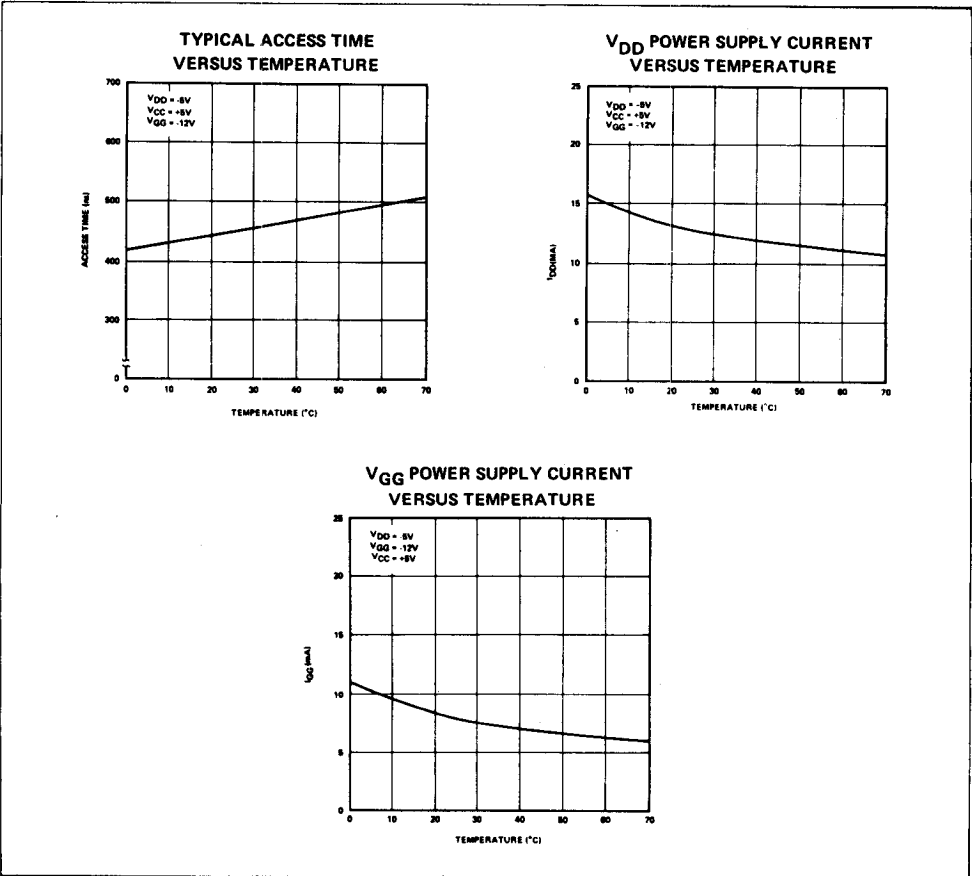 TYPICAL ACCESS TIME
VERSUS TEMPERATURE
700
600
500
400
300
0
VDD = -5V
VCC = +5V
VGG = -12V
ACCESS TIME (ns)
0 10 20 30 40 50 60 70
TEMPERATURE (°C)
VDD POWER SUPPLY CURRENT
VERSUS TEMPERATURE
25
20
15
10
5
0
VDD = -5V
VCC = +5V
VGG = -12V
IDD(MA)
0 10 20 30 40 50 60 70
TEMPERATURE (°C)
VGG POWER SUPPLY CURRENT
VERSUS TEMPERATURE
25
20
15
10
5
0
VDD = -5V
VGG = -12V
VCC = +5V
IGG (mA)
0 10 20 30 40 50 60 70
TEMPERATURE (°C)